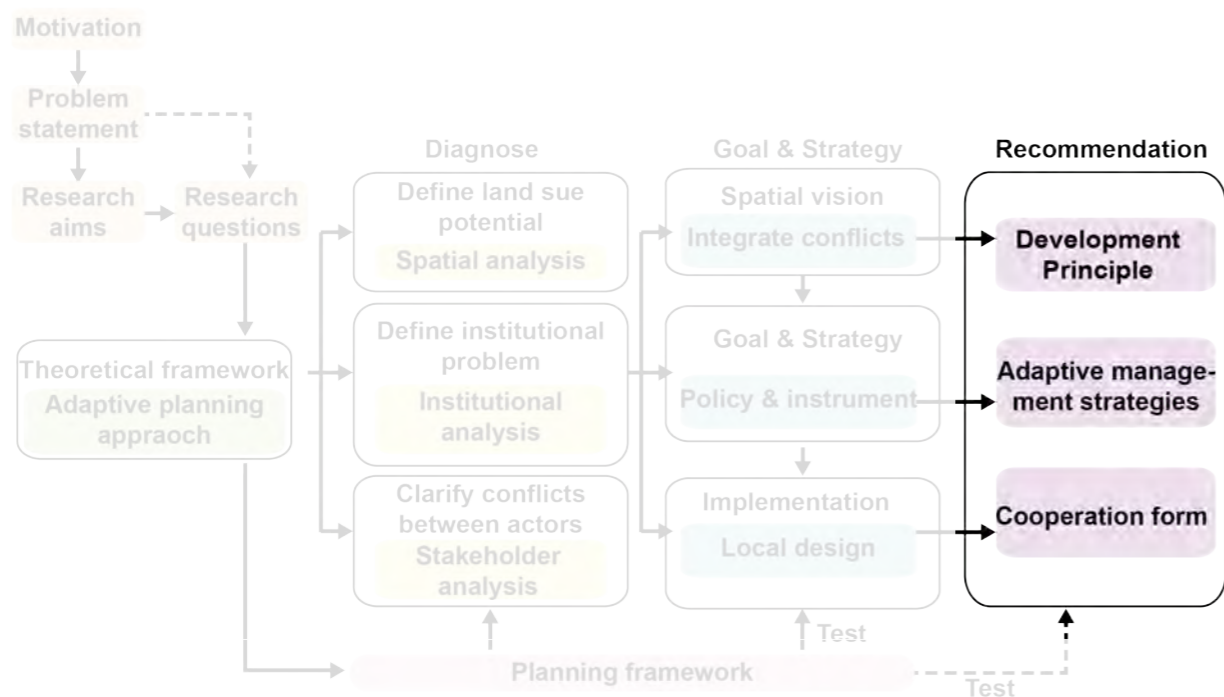 Motivation
Problem
statement
Research
aims
Research
questions
Theoretical framework
Adaptive planning
appraoch
Diagnose
Define land sue
potential
Spatial analysis
Define institutional
problem
Institutional
analysis
Clarify conflicts
between actors
Stakeholder
analysis
Goal & Strategy
Spatial vision
Integrate conflicts
Goal & Strategy
Policy & instrument
Implementation
Local design
Recommendation
Development
Principle
Adaptive manage-
ment strategies
Cooperation form
Test
Planning framework
Test